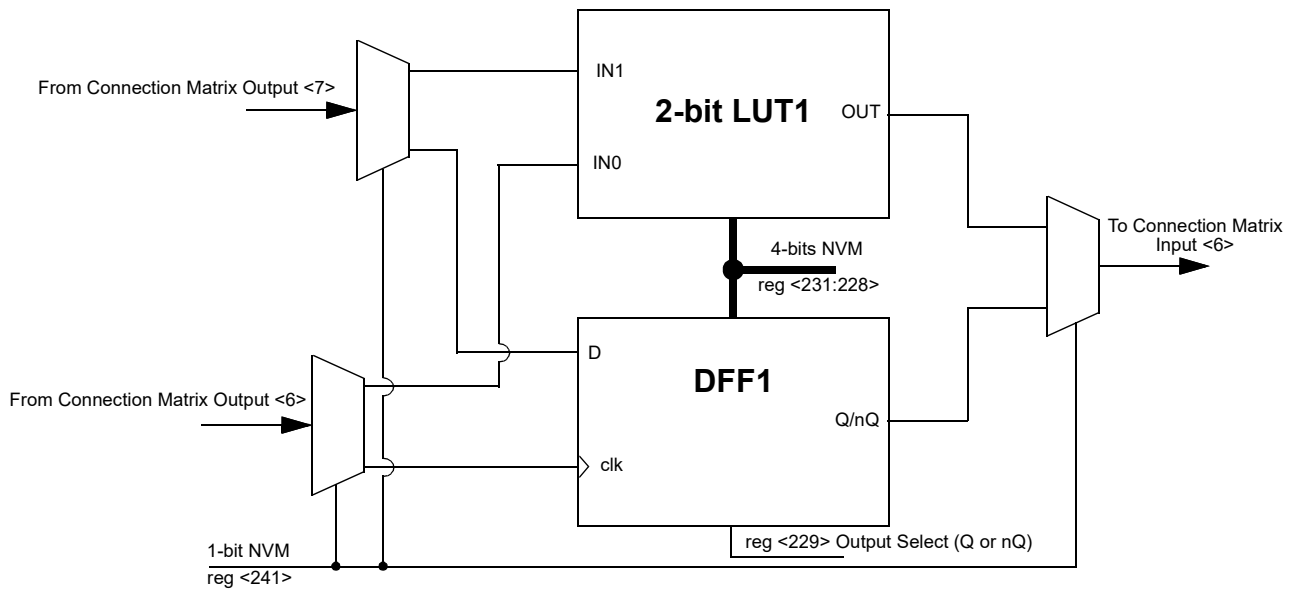 From Connection Matrix Output <7>
IN1
2-bit LUT1
OUT
IN0
To Connection Matrix
Input <6>
4-bits NVM
reg <231:228>
D
DFF1
From Connection Matrix Output <6>
Q/nQ
clk
reg <229> Output Select (Q or nQ)
1-bit NVM
reg <241>